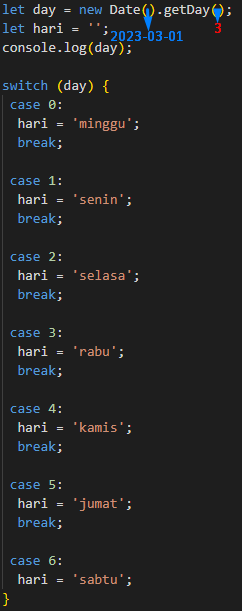 let day = new Date().getDay();
let hari = '';
2023-03-01
3
console.log(day);
switch (day) {
case 0:
hari = 'minggu';
break;
case 1:
hari = 'senin';
break;
case 2:
hari = 'selasa';
break;
case 3:
hari = 'rabu';
break;
case 4:
hari = 'kamis';
break;
case 5:
hari = 'jumat';
break;
case 6:
hari = 'sabtu';
}